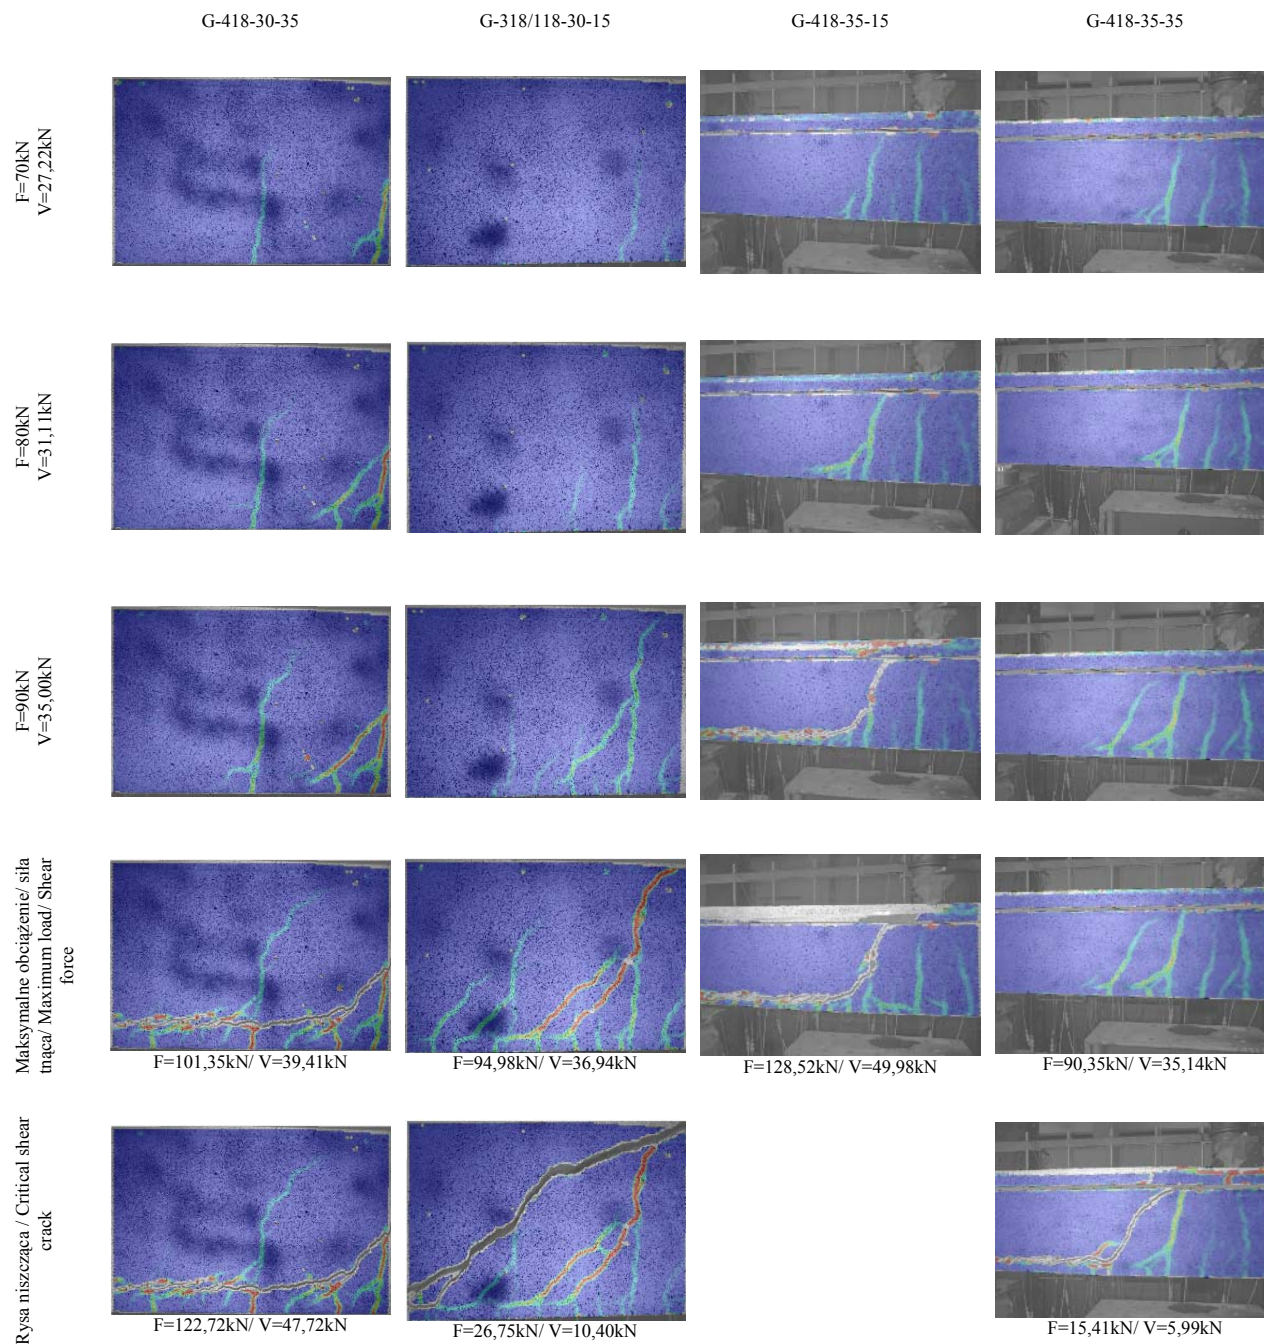 G-418-30-35
G-318/118-30-15
G-418-35-15
G-418-35-35
F=70kN
V=27,22kN
F=80kN
V=31,11kN
F=90kN
V=35,00kN
Maksymalne obciążenie/ siła
tnąca/ Maximum load/ Shear
force
F=101,35kN/ V=39,41kN
F=94,98kN/ V=36,94kN
F=128,52kN/ V=49,98kN
F=90,35kN/ V=35,14kN
Rysa niszcząca / Critical shear
crack
F=122,72kN/ V=47,72kN
F=26,75kN/ V=10,40kN
F=15,41kN/ V=5,99kN